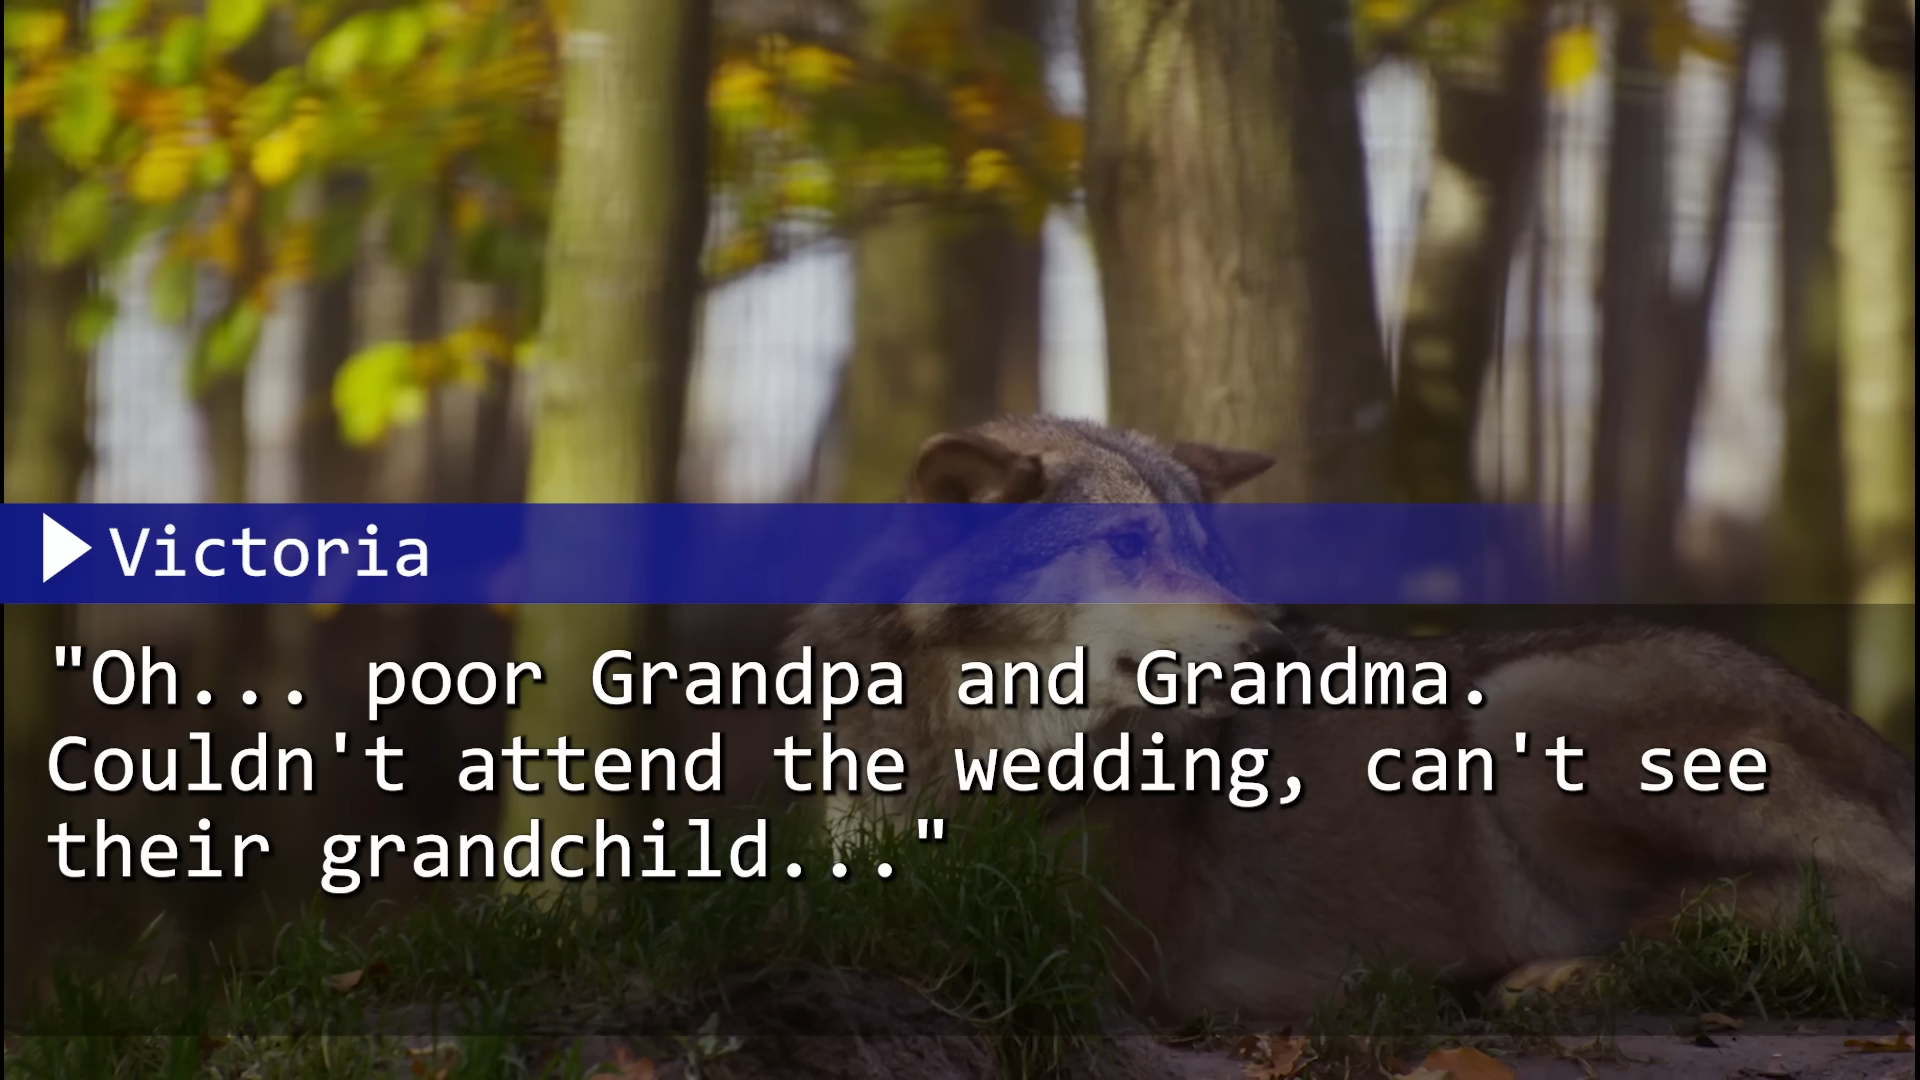 Victoria
"Oh... poor Grandpa and Grandma.
Couldn't attend the wedding, can't see
their grandchild..."